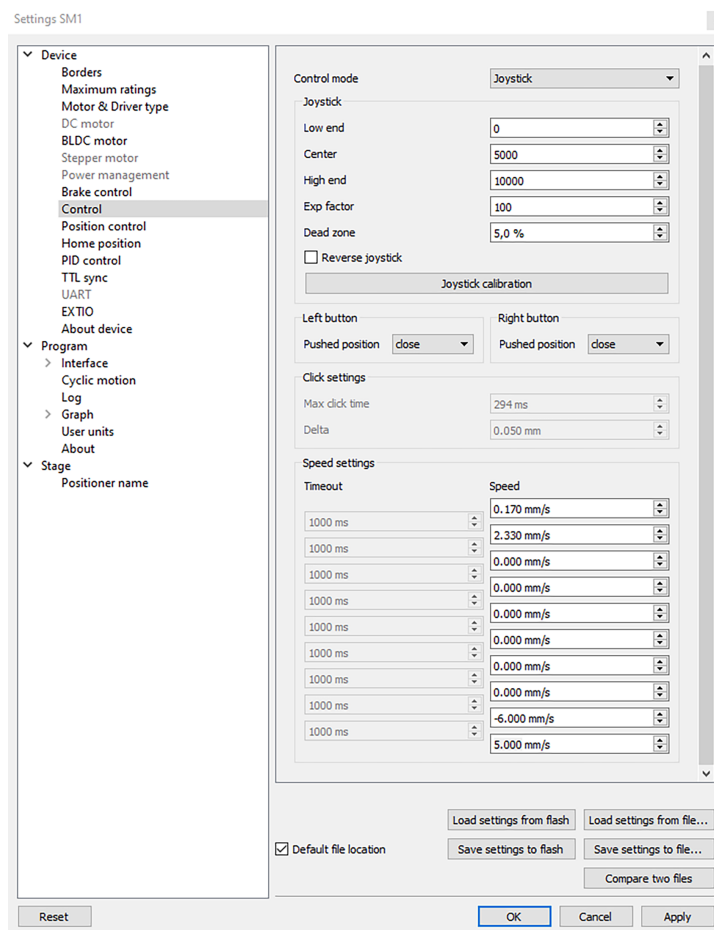 Settings SM1
Device
Borders
Maximum ratings
Motor & Driver type
DC motor
BLDC motor
Stepper motor
Power management
Brake control
Control
Position control
Home position
PID control
TTL sync
UART
EXTIO
About device
Program
Interface
Cyclic motion
Log
Graph
User units
About
Stage
Positioner name
Control mode Joystick
Joystick
Low end 0
Center 5000
High end 10000
Exp factor 100
Dead zone 5,0 %
Reverse joystick
Joystick calibration
Left button Right button
Pushed position close Pushed position close
Click settings
Max click time 294 ms
Delta 0.050 mm
Speed settings
Timeout Speed
0.170 mm/s
1000 ms
2.330 mm/s
1000 ms
0.000 mm/s
1000 ms
0.000 mm/s
1000 ms
0.000 mm/s
1000 ms
0.000 mm/s
1000 ms
0.000 mm/s
1000 ms
0.000 mm/s
1000 ms
-6.000 mm/s
1000 ms
5.000 mm/s
Load settings from flash Load settings from file...
Default file location Save settings to flash Save settings to file...
Compare two files
Reset OK Cancel Apply